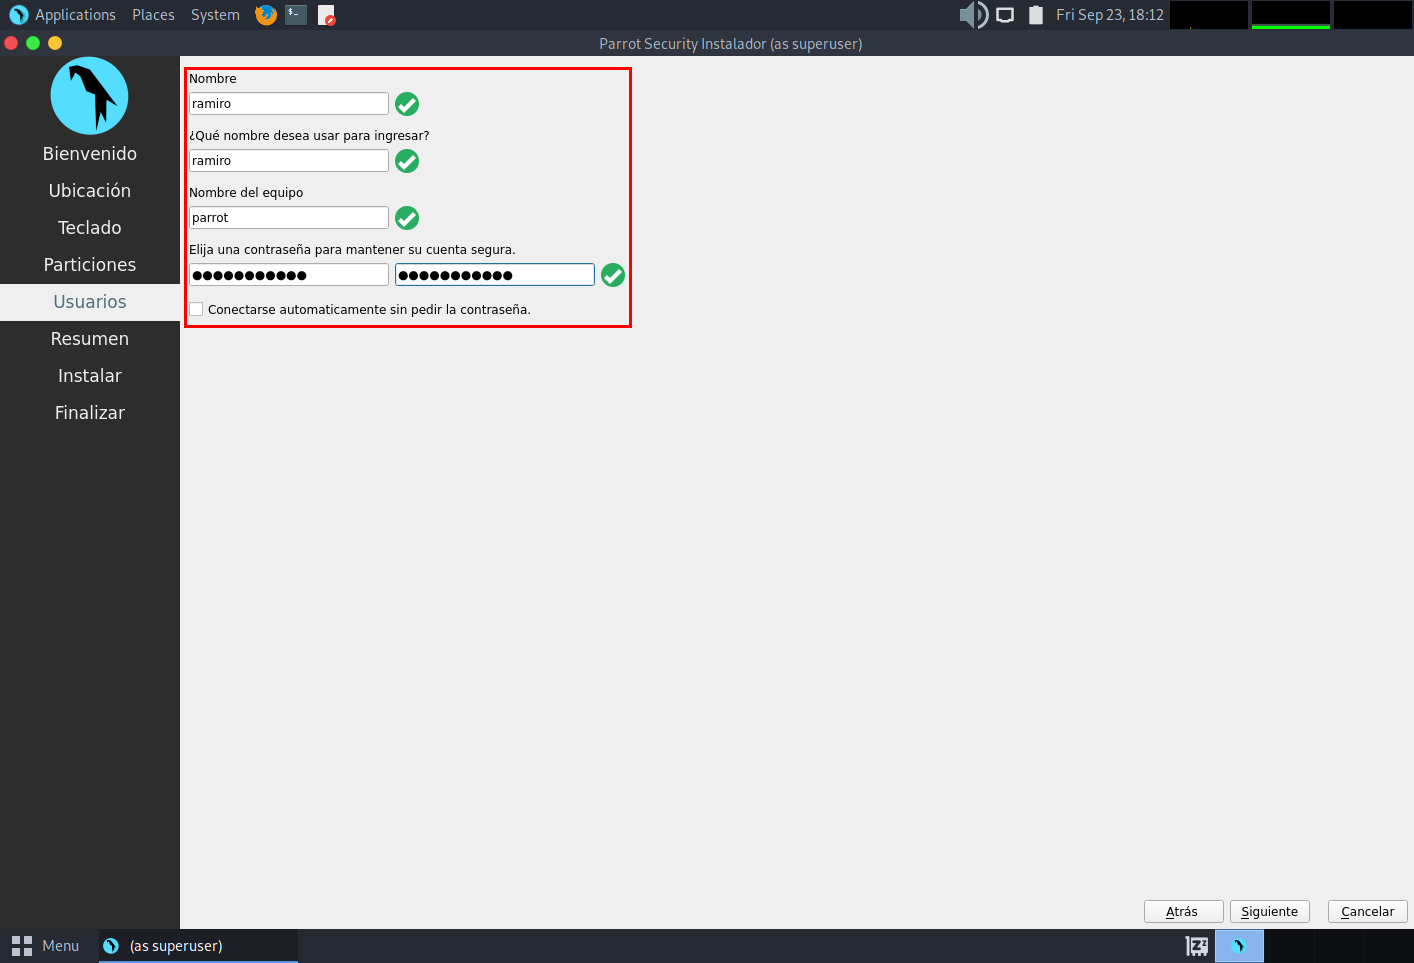 Applications Places System $- Fri Sep 23, 18:12
Parrot Security Instalador (as superuser)
Bienvenido
Ubicación
Teclado
Particiones
Usuarios
Resumen
Instalar
Finalizar
Nombre
ramiro
¿Qué nombre desea usar para ingresar?
ramiro
Nombre del equipo
parrot
Elija una contraseña para mantener su cuenta segura.
●●●●●●●●●●● ●●●●●●●●●●●
Conectarse automaticamente sin pedir la contraseña.
Atrás Siguiente Cancelar
Menu (as superuser)